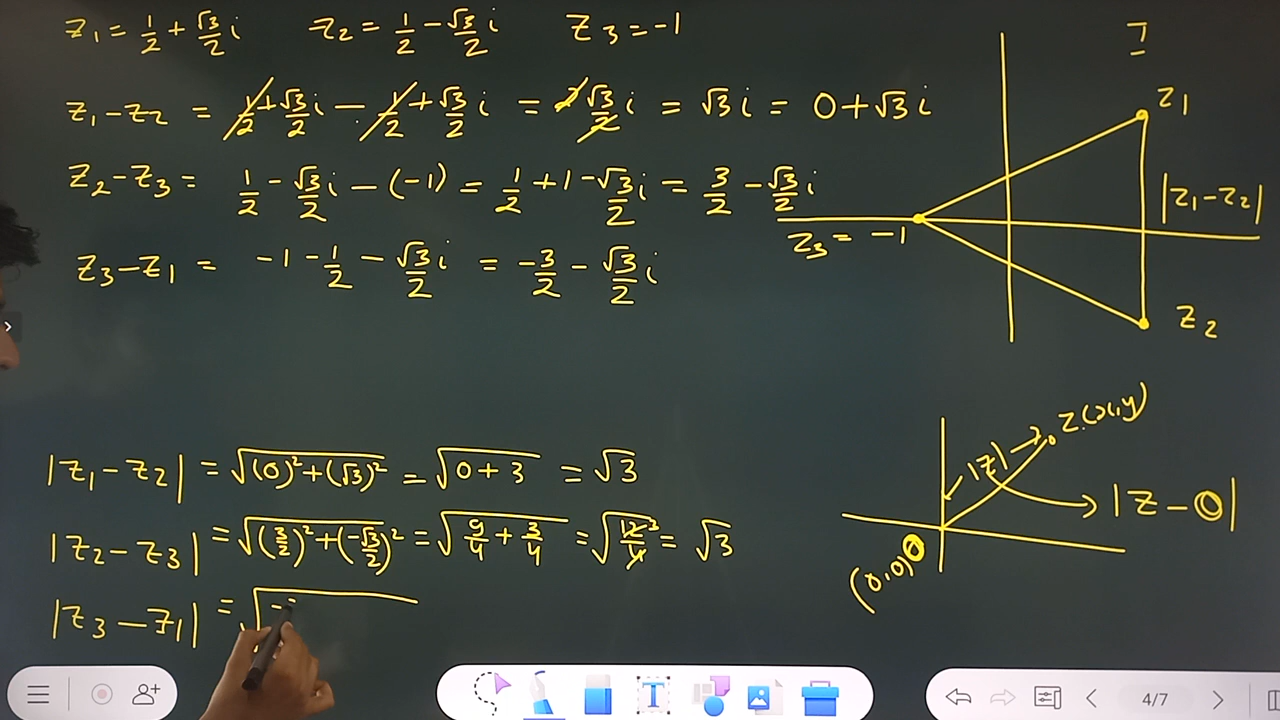 z₁ = 1/2 + √3/2 i   z₂ = 1/2 − √3/2 i   z₃ = −1
z₁ − z₂ = 1/2 + √3/2 i − 1/2 + √3/2 i = 2√3/2 i = √3 i = 0 + √3 i
z₂ − z₃ = 1/2 − √3/2 i − (−1) = 1/2 + 1 − √3/2 i = 3/2 − √3/2 i
z₃ − z₁ = −1 − 1/2 − √3/2 i = −3/2 − √3/2 i
I
z₁
|z₁ − z₂|
z₃ = −1
z₂
|z₁ − z₂| = √((0)² + (√3)²) = √(0 + 3) = √3
|z₂ − z₃| = √((3/2)² + (−√3/2)²) = √(9/4 + 3/4) = √(12/4) 3 = √3
|z₃ − z₁| = √
z(x, y)
|z|
|z − 0|
(0,0) 0
T
4/7